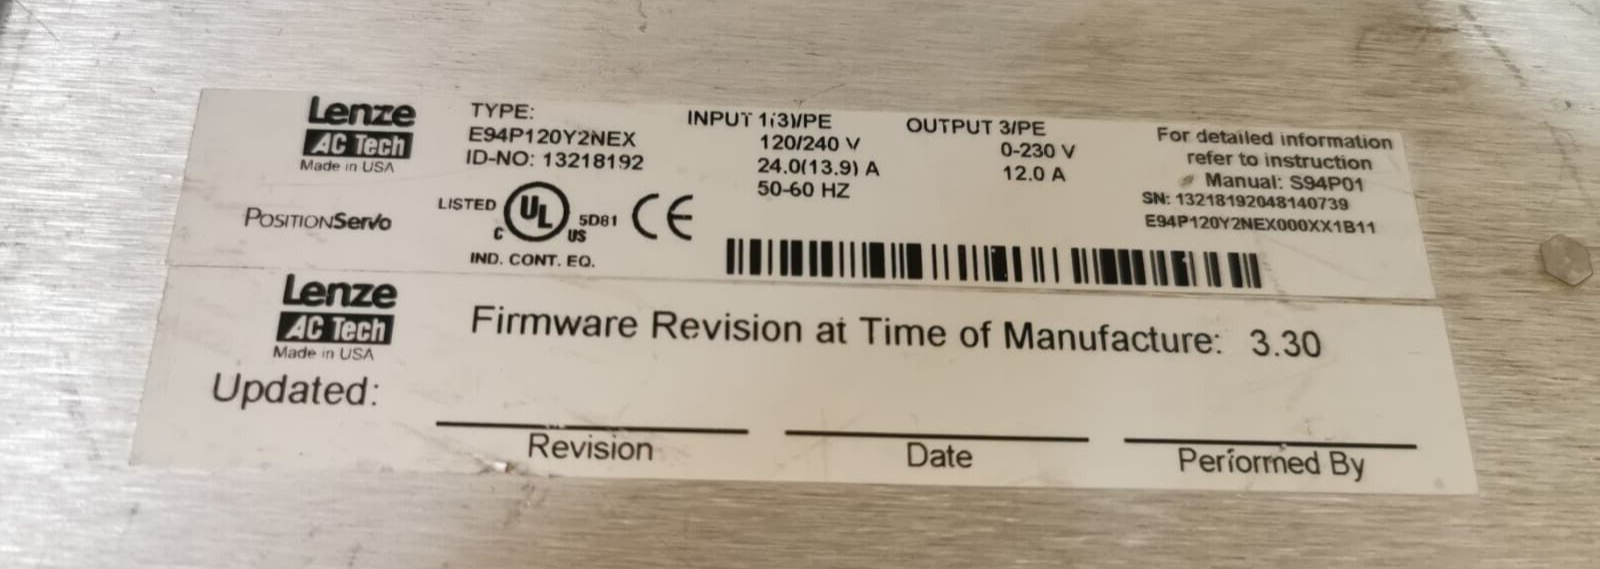 Lenze
AC Tech
Made in USA
POSITIONServo
TYPE:
E94P120Y2NEX
ID-NO: 13218192
LISTED
C UL US
5D81
CE
IND. CONT. EQ.
INPUT 1(3)/PE
120/240 V
24.0(13.9) A
50-60 HZ
OUTPUT 3/PE
0-230 V
12.0 A
For detailed information
refer to instruction
Manual: S94P01
SN: 13218192048140739
E94P120Y2NEX000XX1B11
Lenze
AC Tech
Made in USA
Firmware Revision at Time of Manufacture: 3.30
Updated:
Revision
Date
Performed By